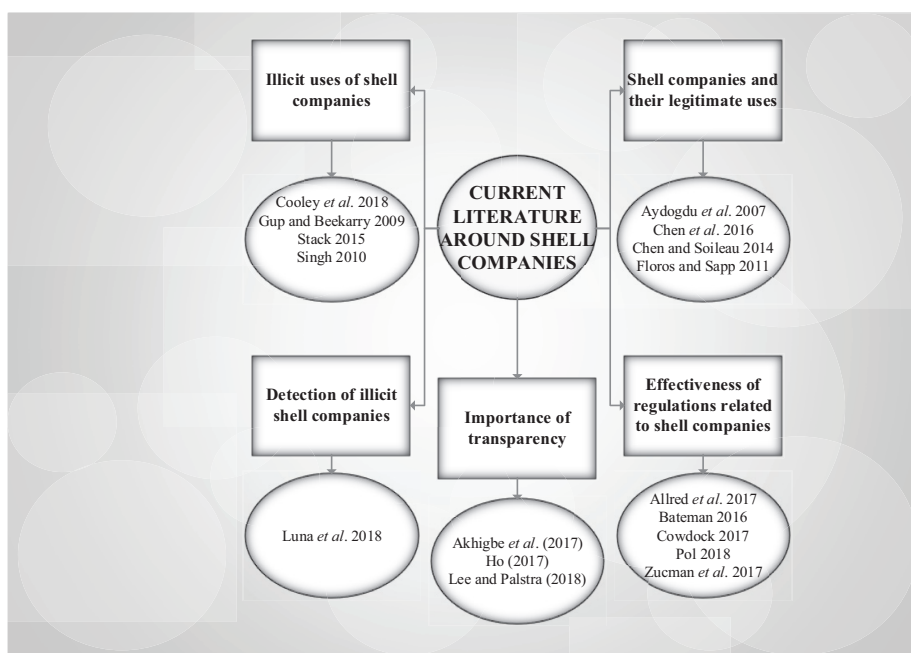 Illicit uses of shell
companies
Cooley et al. 2018
Gup and Beekarry 2009
Stack 2015
Singh 2010
CURRENT
LITERATURE
AROUND SHELL
COMPANIES
Shell companies and
their legitimate uses
Aydogdu et al. 2007
Chen et al. 2016
Chen and Soileau 2014
Floros and Sapp 2011
Detection of illicit
shell companies
Luna et al. 2018
Importance of
transparency
Akhigbe et al. (2017)
Ho (2017)
Lee and Palstra (2018)
Effectiveness of
regulations related
to shell companies
Allred et al. 2017
Bateman 2016
Cowdock 2017
Pol 2018
Zucman et al. 2017